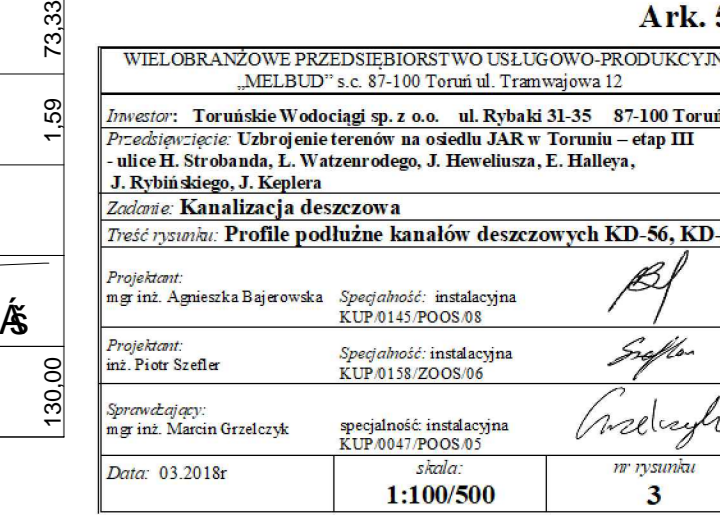 Ark. 5
WIELOBRANŻOWE PRZEDSIĘBIORSTWO USŁUGOWO-PRODUKCYJN
„MELBUD” s.c. 87-100 Toruń ul. Tramwajowa 12
Inwestor: Toruńskie Wodociągi sp. z o.o. ul. Rybaki 31-35 87-100 Toruń
Przedsięwzięcie: Uzbrojenie terenów na osiedlu JAR w Toruniu – etap III
- ulice H. Strobanda, Ł. Watzenrodego, J. Heweliusza, E. Halleya,
J. Rybińskiego, J. Keplera
Zadanie: Kanalizacja deszczowa
Treść rysunku: Profile podłużne kanałów deszczowych KD-56, KD-
Projektant:
mgr inż. Agnieszka Bajerowska Specjalność: instalacyjna
KUP/0145/POOS/08
Projektant:
inż. Piotr Szefler Specjalność: instalacyjna
KUP/0158/ZOOS/06
Sprawdzający:
mgr inż. Marcin Grzelczyk specjalność: instalacyjna
KUP/0047/POOS/05
Data: 03.2018r skala: nr rysunku
1:100/500 3
73,33
1,59
130,00